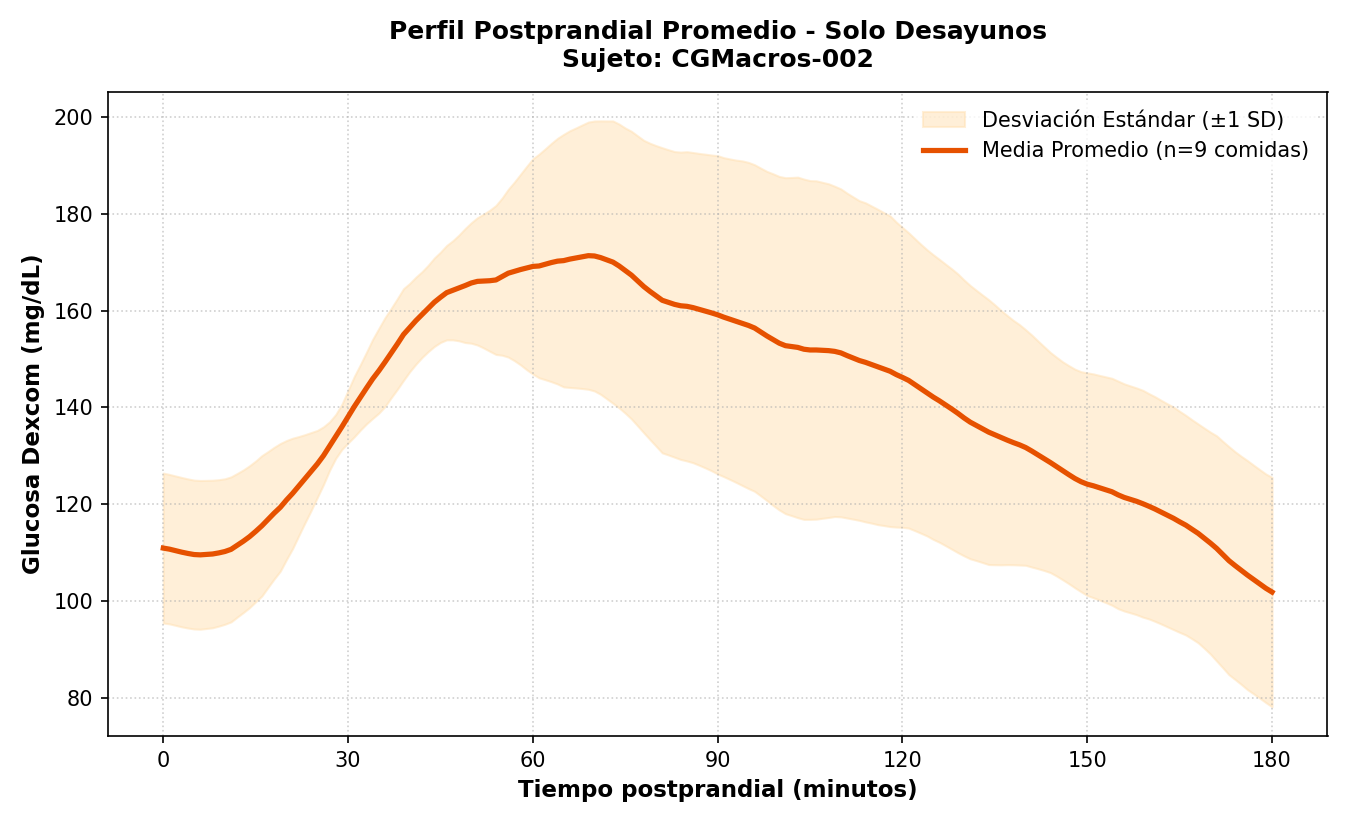 Perfil Postprandial Promedio - Solo Desayunos
Sujeto: CGMacros-002
Desviación Estándar (±1 SD)
Media Promedio (n=9 comidas)
Glucosa Dexcom (mg/dL)
200
180
160
140
120
100
80
0 30 60 90 120 150 180
Tiempo postprandial (minutos)